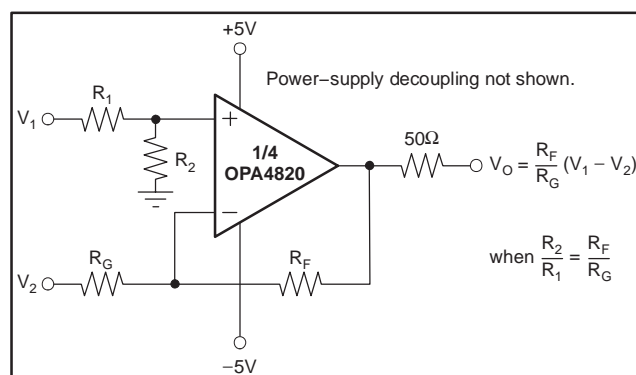 +5V
Power−supply decoupling not shown.
R1
V1
R2
+
1/4
OPA4820
−
50Ω
VO = RF/RG (V1 − V2)
when R2/R1 = RF/RG
V2
RG
RF
−5V